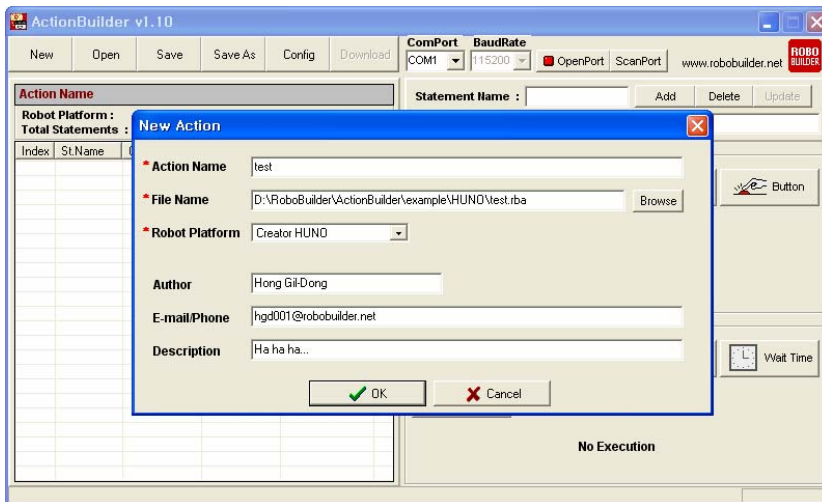 ActionBuilder v1.10
New Open Save Save As Config Download
ComPort BaudRate
COM1 115200 OpenPort ScanPort www.robobuilder.net ROBO BUILDER
Action Name
Statement Name : Add Delete Update
Robot Platform :
Total Statements :
Index St.Name
New Action
* Action Name test
* File Name D:\RoboBuilder\ActionBuilder\example\HUNO\test.rba Browse
* Robot Platform Creator HUNO
Button
Author Hong Gil-Dong
E-mail/Phone hgd001@robobuilder.net
Description Ha ha ha...
Wait Time
OK Cancel
No Execution